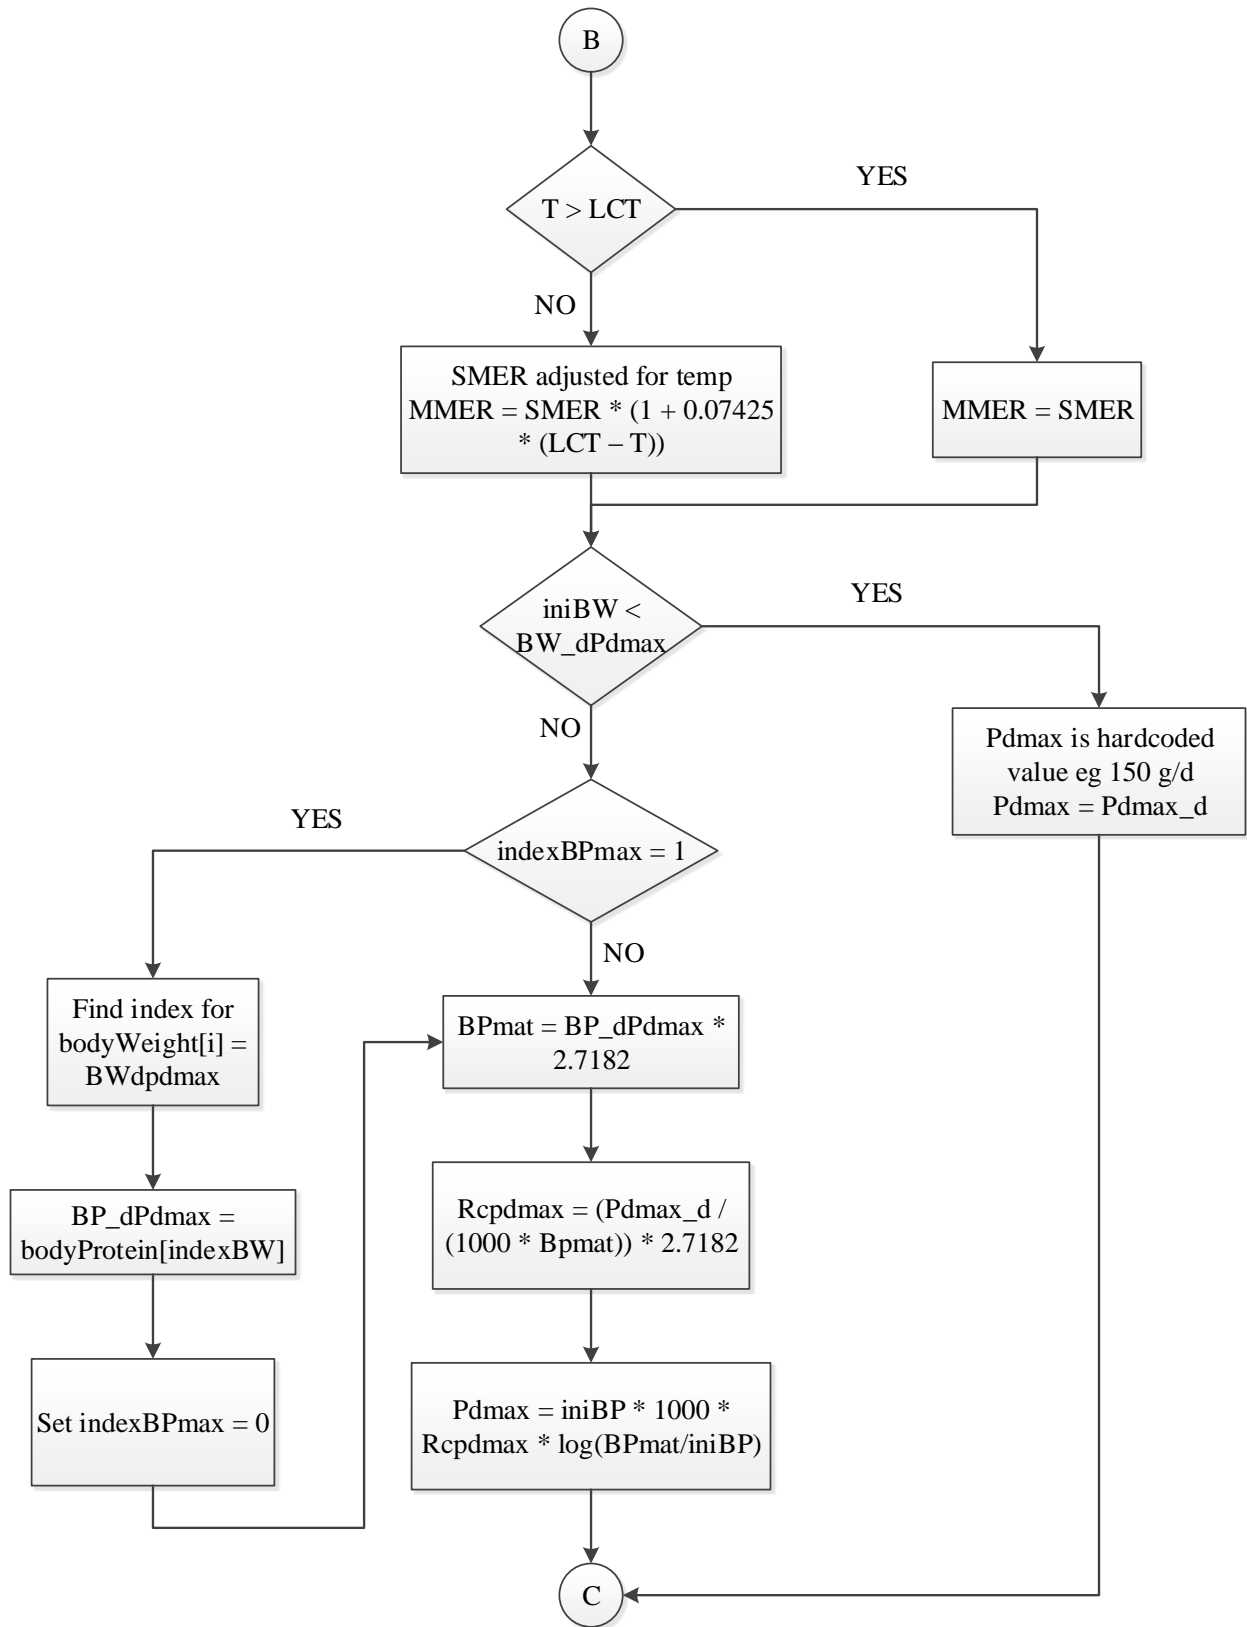 B
T > LCT
YES
NO
SMER adjusted for temp
MMER = SMER * (1 + 0.07425
* (LCT – T))
MMER = SMER
iniBW <
BW_dPdmax
YES
NO
Pdmax is hardcoded
value eg 150 g/d
Pdmax = Pdmax_d
indexBPmax = 1
YES
NO
Find index for
bodyWeight[i] =
BWdpdmax
BP_dPdmax =
bodyProtein[indexBW]
Set indexBPmax = 0
BPmat = BP_dPdmax *
2.7182
Rcpdmax = (Pdmax_d /
(1000 * Bpmat)) * 2.7182
Pdmax = iniBP * 1000 *
Rcpdmax * log(BPmat/iniBP)
C